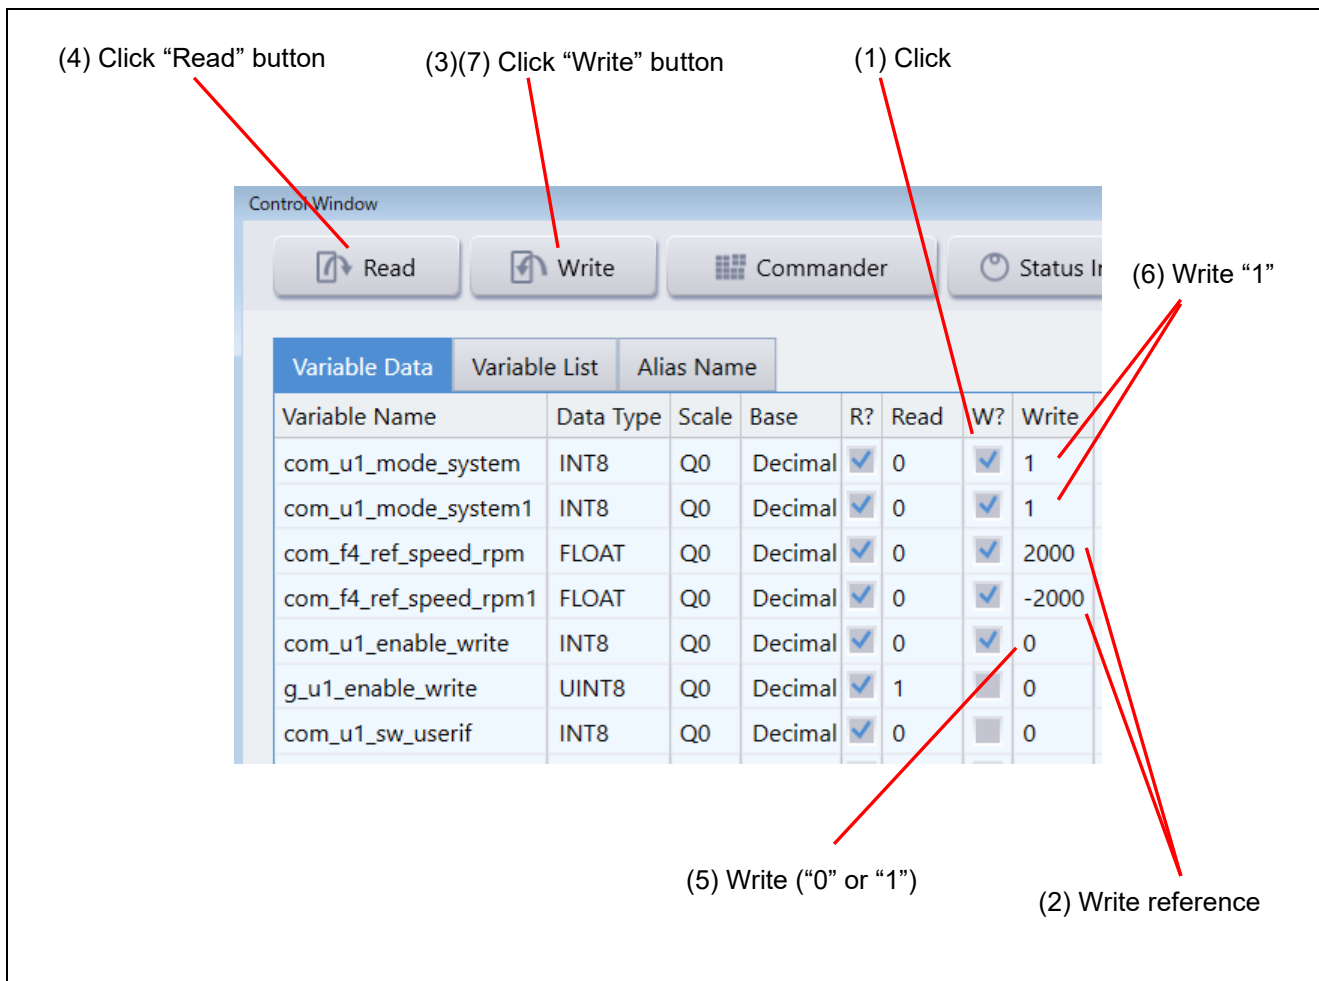 (4) Click “Read” button
(3)(7) Click “Write” button
(1) Click
Control Window
Read
Write
Commander
Status
(6) Write “1”
Variable Data
Variable List
Alias Name
Variable Name Data Type Scale Base R? Read W? Write
com_u1_mode_system INT8 Q0 Decimal 0 1
com_u1_mode_system1 INT8 Q0 Decimal 0 1
com_f4_ref_speed_rpm FLOAT Q0 Decimal 0 2000
com_f4_ref_speed_rpm1 FLOAT Q0 Decimal 0 -2000
com_u1_enable_write INT8 Q0 Decimal 0 0
g_u1_enable_write UINT8 Q0 Decimal 1 0
com_u1_sw_userif INT8 Q0 Decimal 0 0
(5) Write (“0” or “1”)
(2) Write reference